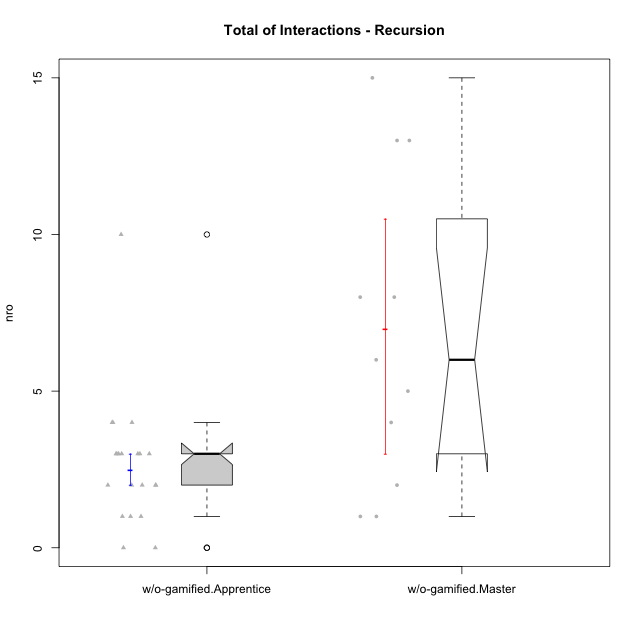 Total of Interactions - Recursion
15
10
5
0
nro
w/o-gamified.Apprentice
w/o-gamified.Master